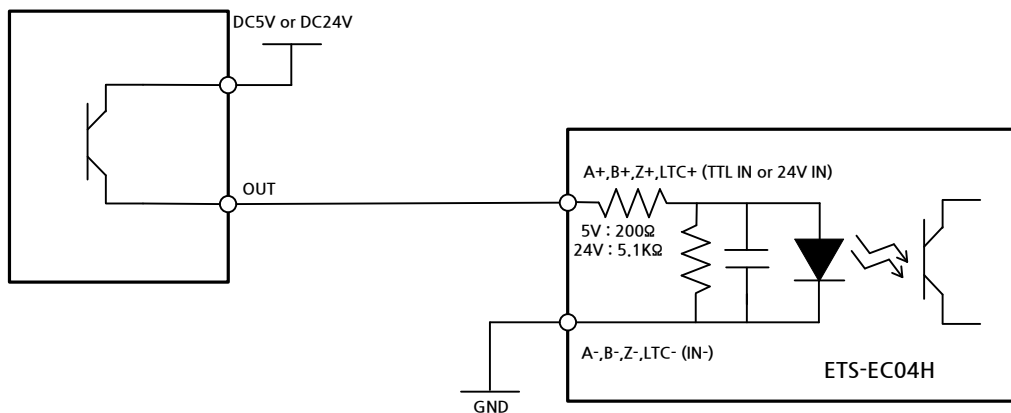 DC5V or DC24V
OUT
A+,B+,Z+,LTC+ (TTL IN or 24V IN)
5V : 200Ω
24V : 5.1KΩ
A-,B-,Z-,LTC- (IN-)
ETS-EC04H
GND